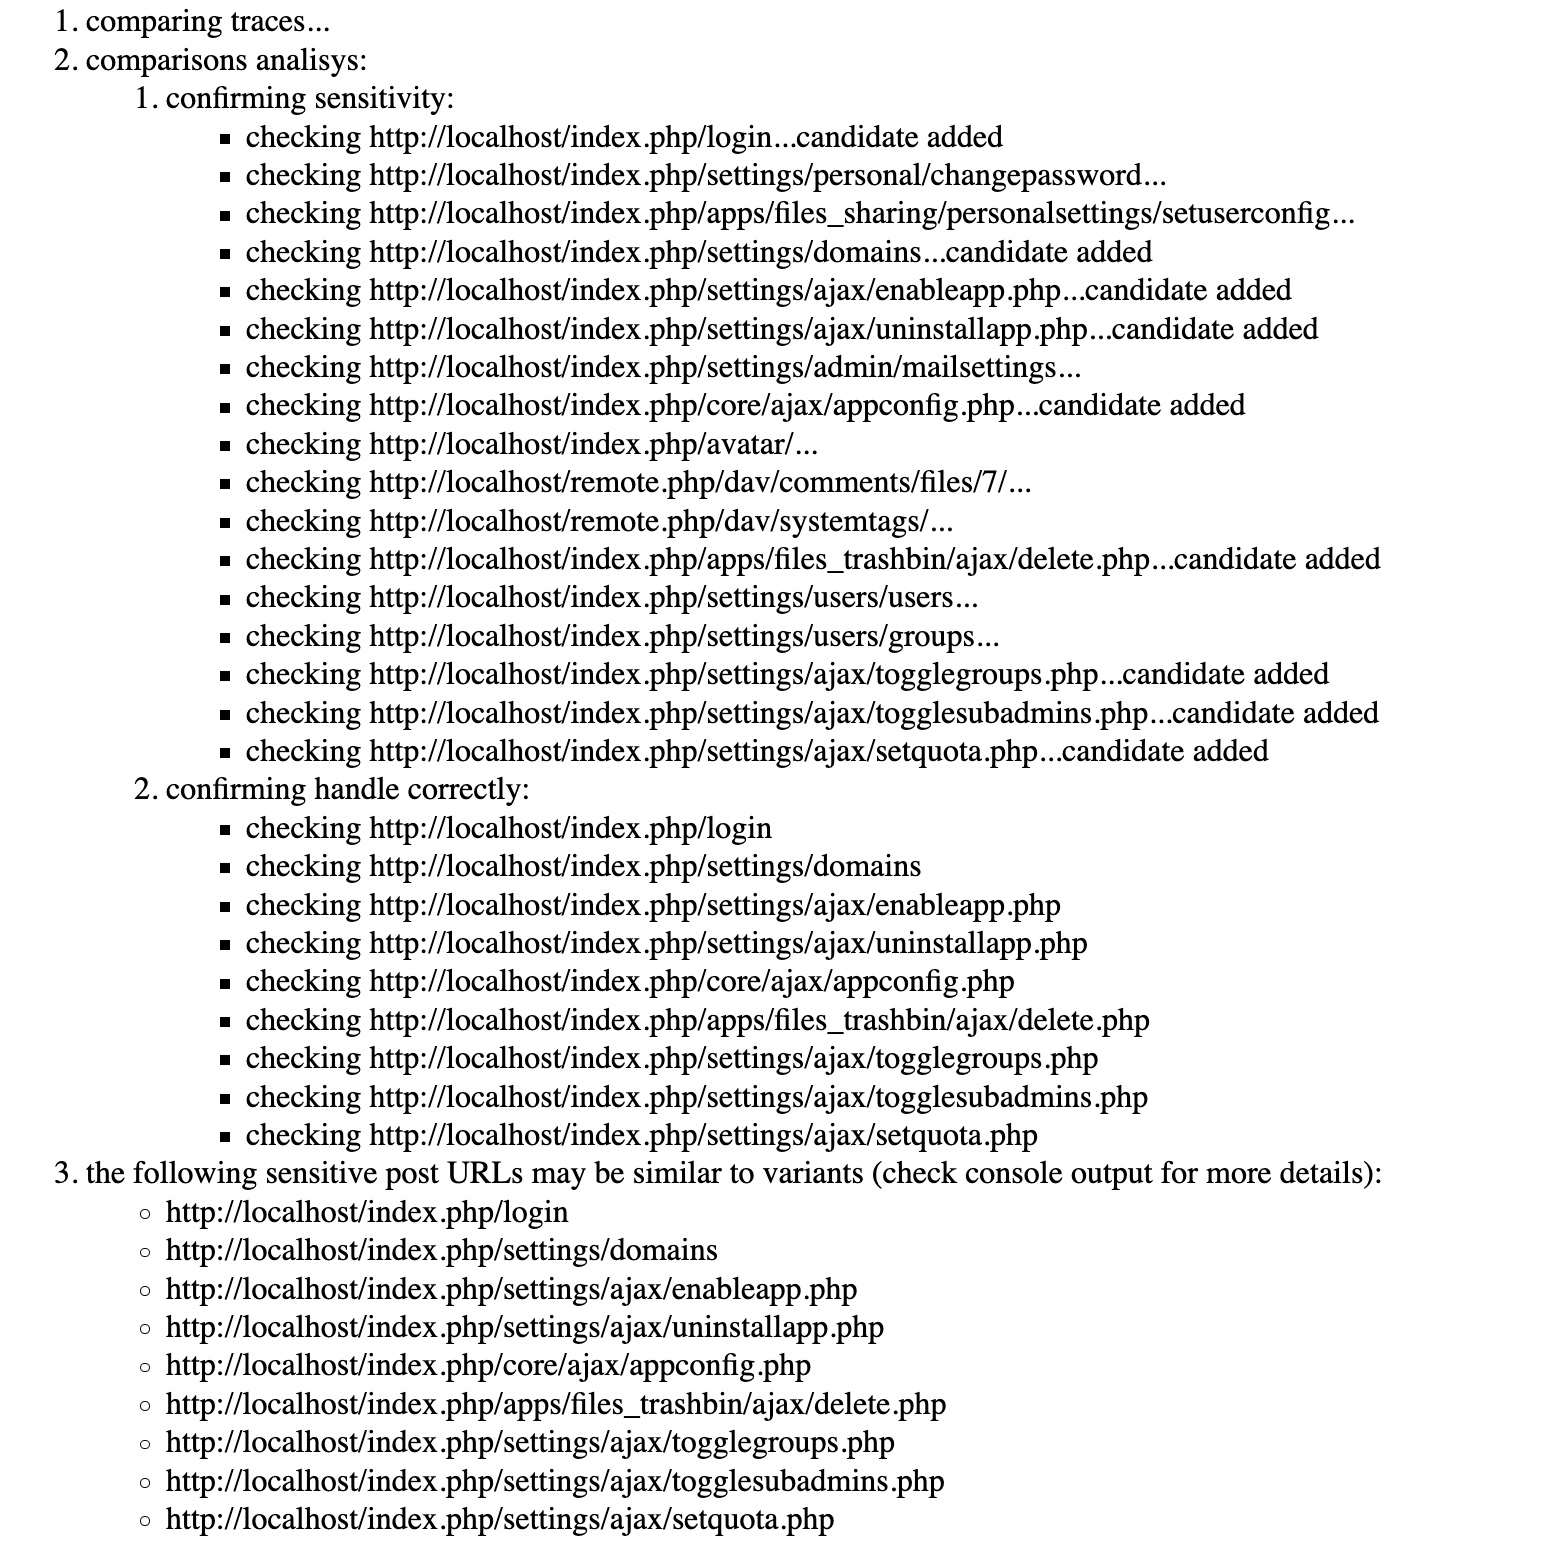 1. comparing traces...
2. comparisons analisys:
1. confirming sensitivity:
▪ checking http://localhost/index.php/login...candidate added
▪ checking http://localhost/index.php/settings/personal/changepassword...
▪ checking http://localhost/index.php/apps/files_sharing/personalsettings/setuserconfig...
▪ checking http://localhost/index.php/settings/domains...candidate added
▪ checking http://localhost/index.php/settings/ajax/enableapp.php...candidate added
▪ checking http://localhost/index.php/settings/ajax/uninstallapp.php...candidate added
▪ checking http://localhost/index.php/settings/admin/mailsettings...
▪ checking http://localhost/index.php/core/ajax/appconfig.php...candidate added
▪ checking http://localhost/index.php/avatar/...
▪ checking http://localhost/remote.php/dav/comments/files/7/...
▪ checking http://localhost/remote.php/dav/systemtags/...
▪ checking http://localhost/index.php/apps/files_trashbin/ajax/delete.php...candidate added
▪ checking http://localhost/index.php/settings/users/users...
▪ checking http://localhost/index.php/settings/users/groups...
▪ checking http://localhost/index.php/settings/ajax/togglegroups.php...candidate added
▪ checking http://localhost/index.php/settings/ajax/togglesubadmins.php...candidate added
▪ checking http://localhost/index.php/settings/ajax/setquota.php...candidate added
2. confirming handle correctly:
▪ checking http://localhost/index.php/login
▪ checking http://localhost/index.php/settings/domains
▪ checking http://localhost/index.php/settings/ajax/enableapp.php
▪ checking http://localhost/index.php/settings/ajax/uninstallapp.php
▪ checking http://localhost/index.php/core/ajax/appconfig.php
▪ checking http://localhost/index.php/apps/files_trashbin/ajax/delete.php
▪ checking http://localhost/index.php/settings/ajax/togglegroups.php
▪ checking http://localhost/index.php/settings/ajax/togglesubadmins.php
▪ checking http://localhost/index.php/settings/ajax/setquota.php
3. the following sensitive post URLs may be similar to variants (check console output for more details):
○ http://localhost/index.php/login
○ http://localhost/index.php/settings/domains
○ http://localhost/index.php/settings/ajax/enableapp.php
○ http://localhost/index.php/settings/ajax/uninstallapp.php
○ http://localhost/index.php/core/ajax/appconfig.php
○ http://localhost/index.php/apps/files_trashbin/ajax/delete.php
○ http://localhost/index.php/settings/ajax/togglegroups.php
○ http://localhost/index.php/settings/ajax/togglesubadmins.php
○ http://localhost/index.php/settings/ajax/setquota.php